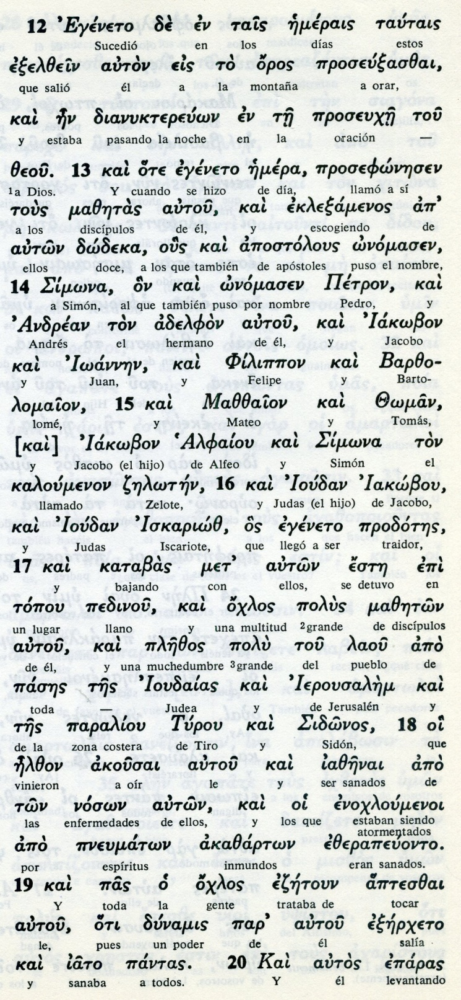 12 Ἐγένετο δὲ ἐν ταῖς ἡμέραις ταύταις
Sucedió en los días estos
ἐξελθεῖν αὐτὸν εἰς τὸ ὄρος προσεύξασθαι,
que salió él a la montaña a orar,
καὶ ἦν διανυκτερεύων ἐν τῇ προσευχῇ τοῦ
y estaba pasando la noche en la oración —
θεοῦ. 13 καὶ ὅτε ἐγένετο ἡμέρα, προσεφώνησεν
1a Dios. Y cuando se hizo de día, llamó a sí
τοὺς μαθητὰς αὐτοῦ, καὶ ἐκλεξάμενος ἀπ'
a los discípulos de él, y escogiendo de
αὐτῶν δώδεκα, οὓς καὶ ἀποστόλους ὠνόμασεν,
ellos doce, a los que también de apóstoles puso el nombre,
14 Σίμωνα, ὃν καὶ ὠνόμασεν Πέτρον, καὶ
a Simón, al que también puso por nombre Pedro, y
Ἀνδρέαν τὸν ἀδελφὸν αὐτοῦ, καὶ Ἰάκωβον
Andrés el hermano de él, y Jacobo
καὶ Ἰωάννην, καὶ Φίλιππον καὶ Βαρθο-
y Juan, y Felipe y Barto-
λομαῖον, 15 καὶ Μαθθαῖον καὶ Θωμᾶν,
lomé, y Mateo y Tomás,
[καὶ] Ἰάκωβον Ἁλφαίου καὶ Σίμωνα τὸν
y Jacobo (el hijo) de Alfeo y Simón el
καλούμενον ζηλωτήν, 16 καὶ Ἰούδαν Ἰακώβου,
llamado Zelote, y Judas (el hijo) de Jacobo,
καὶ Ἰούδαν Ἰσκαριώθ, ὃς ἐγένετο προδότης,
y Judas Iscariote, que llegó a ser traidor,
17 καὶ καταβὰς μετ' αὐτῶν ἔστη ἐπὶ
y bajando con ellos, se detuvo en
τόπου πεδινοῦ, καὶ ὄχλος πολὺς μαθητῶν
un lugar llano una multitud 2grande de discípulos
αὐτοῦ, καὶ πλῆθος πολὺ τοῦ λαοῦ ἀπὸ
de él, y una muchedumbre 3grande del pueblo de
πάσης τῆς Ἰουδαίας καὶ Ἰερουσαλὴμ καὶ
toda — Judea y de Jerusalén y
τῆς παραλίου Τύρου καὶ Σιδῶνος, 18 οἳ
de la zona costera de Tiro y Sidón, que
ἦλθον ἀκοῦσαι αὐτοῦ καὶ ἰαθῆναι ἀπὸ
vinieron a oír le y ser sanados de
τῶν νόσων αὐτῶν, καὶ οἱ ἐνοχλούμενοι
las enfermedades de ellos, y los que estaban siendo
atormentados
ἀπὸ πνευμάτων ἀκαθάρτων ἐθεραπεύοντο.
por espíritus inmundos eran sanados.
19 καὶ πᾶς ὁ ὄχλος ἐζήτουν ἅπτεσθαι
Y toda la gente trataba de tocar
αὐτοῦ, ὅτι δύναμις παρ' αὐτοῦ ἐξήρχετο
le, pues un poder de él salía
καὶ ἰᾶτο πάντας. 20 Καὶ αὐτὸς ἐπάρας
y sanaba a todos. Y él levantando